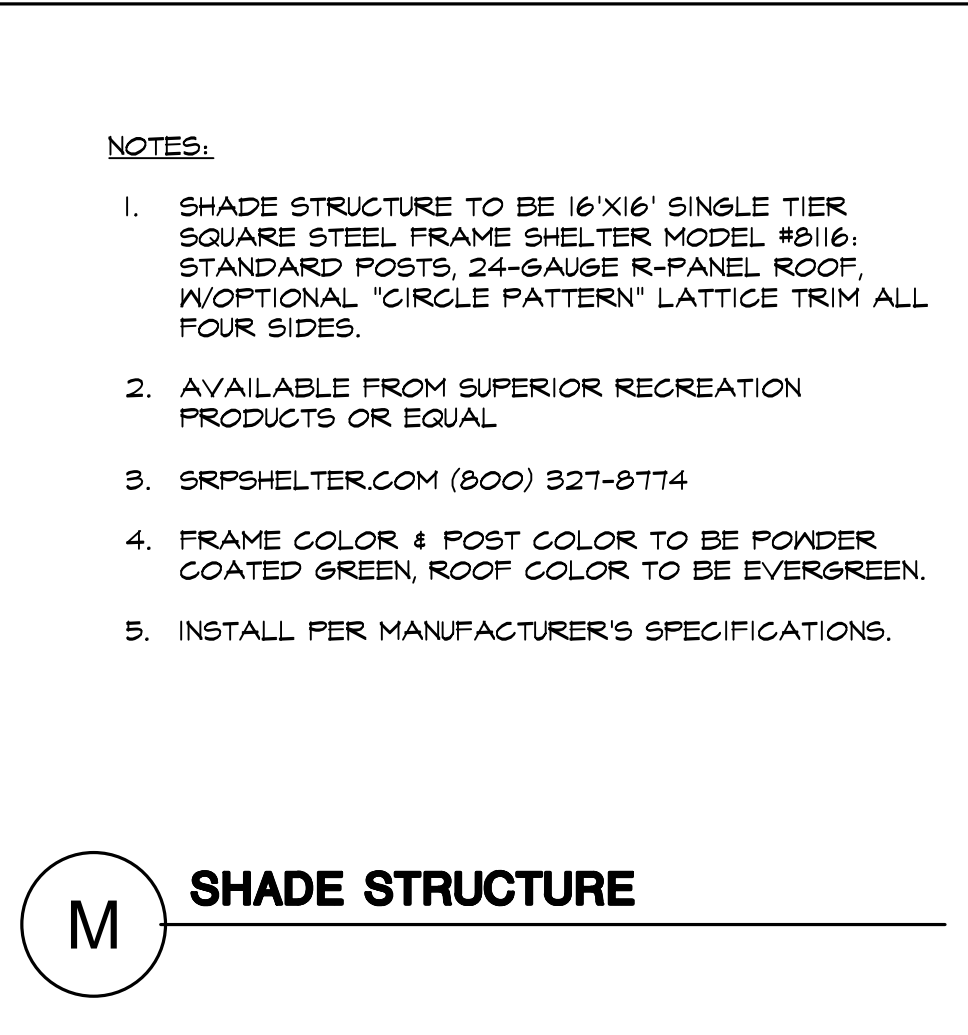 NOTES:
1. SHADE STRUCTURE TO BE 16'X16' SINGLE TIER
SQUARE STEEL FRAME SHELTER MODEL #8116:
STANDARD POSTS, 24-GAUGE R-PANEL ROOF,
W/OPTIONAL "CIRCLE PATTERN" LATTICE TRIM ALL
FOUR SIDES.
2. AVAILABLE FROM SUPERIOR RECREATION
PRODUCTS OR EQUAL
3. SRPSHELTER.COM (800) 327-8774
4. FRAME COLOR & POST COLOR TO BE POWDER
COATED GREEN, ROOF COLOR TO BE EVERGREEN.
5. INSTALL PER MANUFACTURER'S SPECIFICATIONS.
M SHADE STRUCTURE